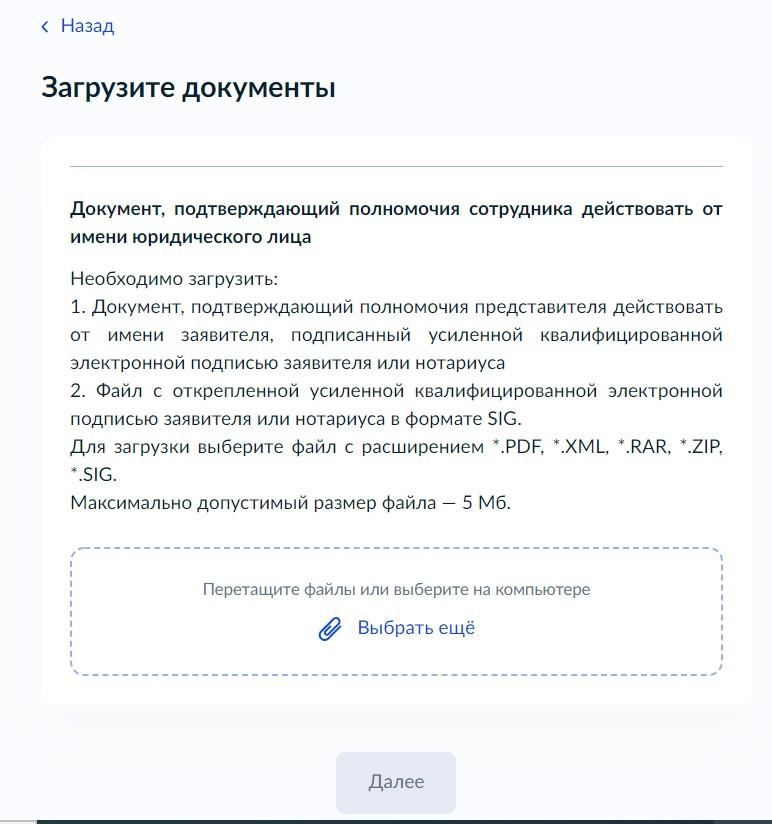 Назад
Загрузите документы
Документ, подтверждающий полномочия сотрудника действовать от
имени юридического лица
Необходимо загрузить:
1. Документ, подтверждающий полномочия представителя действовать
от имени заявителя, подписанный усиленной квалифицированной
электронной подписью заявителя или нотариуса
2. Файл с открепленной усиленной квалифицированной электронной
подписью заявителя или нотариуса в формате SIG.
Для загрузки выберите файл с расширением *.PDF, *.XML, *.RAR, *.ZIP,
*.SIG.
Максимально допустимый размер файла — 5 Мб.
Перетащите файлы или выберите на компьютере
Выбрать ещё
Далее